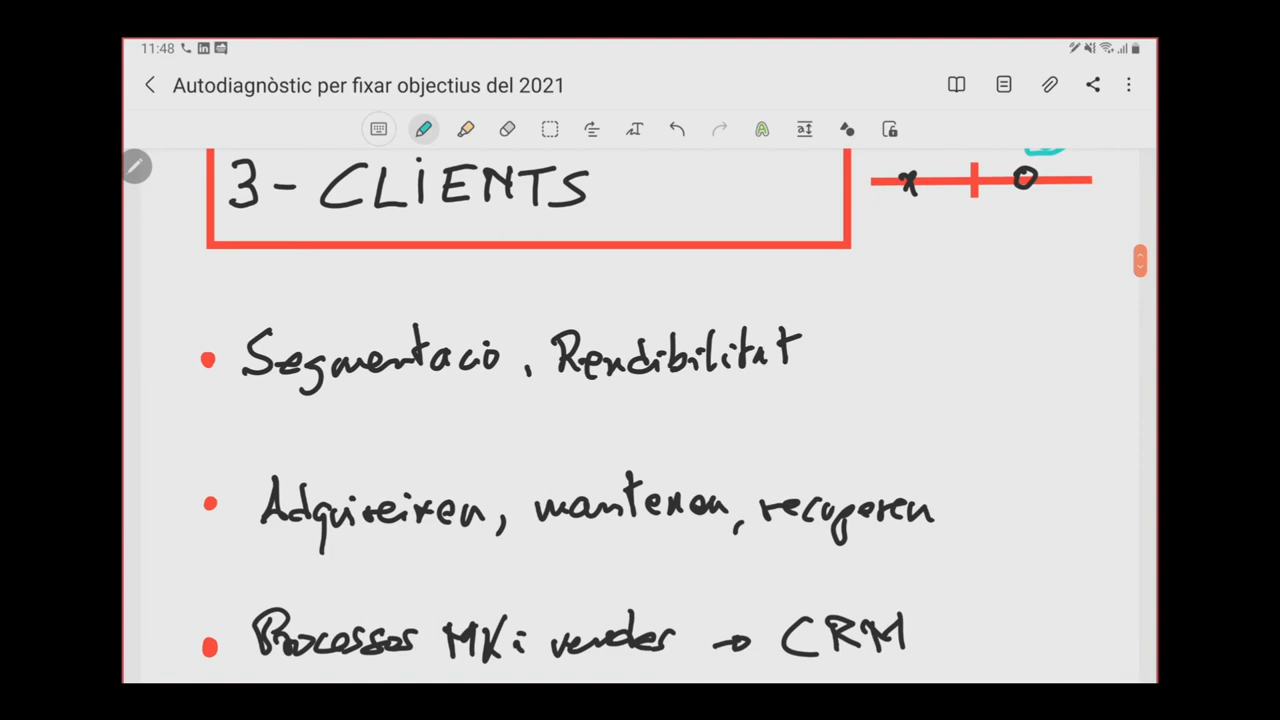 11:48
Autodiagnòstic per fixar objectius del 2021
3- CLiENTS
x o
• Segmentacio, Rendibilitat
• Adquireixen, mantenen, recuperen
• Processos MK i vendes → CRM